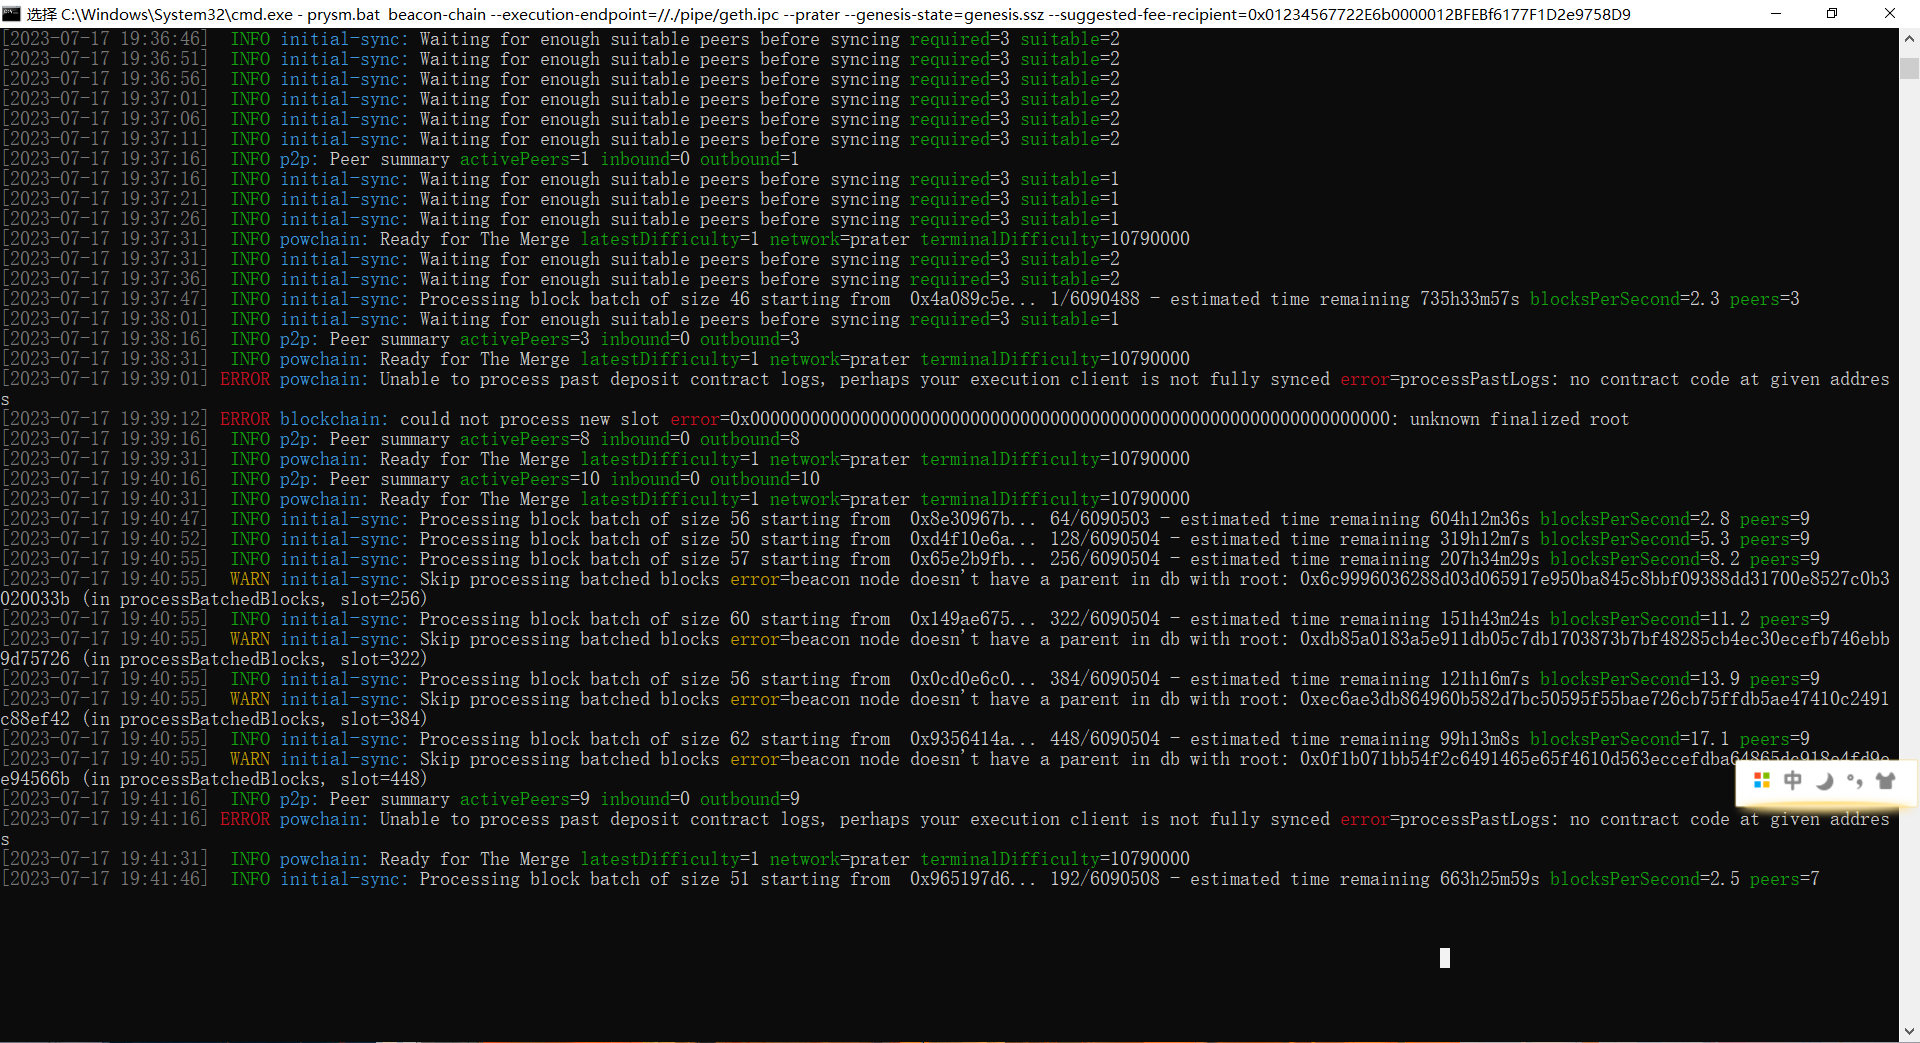 选择 C:\Windows\System32\cmd.exe - prysm.bat  beacon-chain --execution-endpoint=//./pipe/geth.ipc --prater --genesis-state=genesis.ssz --suggested-fee-recipient=0x01234567722E6b0000012BFEBf6177F1D2e9758D9
[2023-07-17 19:36:46]  INFO initial-sync: Waiting for enough suitable peers before syncing required=3 suitable=2
[2023-07-17 19:36:51]  INFO initial-sync: Waiting for enough suitable peers before syncing required=3 suitable=2
[2023-07-17 19:36:56]  INFO initial-sync: Waiting for enough suitable peers before syncing required=3 suitable=2
[2023-07-17 19:37:01]  INFO initial-sync: Waiting for enough suitable peers before syncing required=3 suitable=2
[2023-07-17 19:37:06]  INFO initial-sync: Waiting for enough suitable peers before syncing required=3 suitable=2
[2023-07-17 19:37:11]  INFO initial-sync: Waiting for enough suitable peers before syncing required=3 suitable=2
[2023-07-17 19:37:16]  INFO p2p: Peer summary activePeers=1 inbound=0 outbound=1
[2023-07-17 19:37:16]  INFO initial-sync: Waiting for enough suitable peers before syncing required=3 suitable=1
[2023-07-17 19:37:21]  INFO initial-sync: Waiting for enough suitable peers before syncing required=3 suitable=1
[2023-07-17 19:37:26]  INFO initial-sync: Waiting for enough suitable peers before syncing required=3 suitable=1
[2023-07-17 19:37:31]  INFO powchain: Ready for The Merge latestDifficulty=1 network=prater terminalDifficulty=10790000
[2023-07-17 19:37:31]  INFO initial-sync: Waiting for enough suitable peers before syncing required=3 suitable=2
[2023-07-17 19:37:36]  INFO initial-sync: Waiting for enough suitable peers before syncing required=3 suitable=2
[2023-07-17 19:37:47]  INFO initial-sync: Processing block batch of size 46 starting from  0x4a089c5e... 1/6090488 - estimated time remaining 735h33m57s blocksPerSecond=2.3 peers=3
[2023-07-17 19:38:01]  INFO initial-sync: Waiting for enough suitable peers before syncing required=3 suitable=1
[2023-07-17 19:38:16]  INFO p2p: Peer summary activePeers=3 inbound=0 outbound=3
[2023-07-17 19:38:31]  INFO powchain: Ready for The Merge latestDifficulty=1 network=prater terminalDifficulty=10790000
[2023-07-17 19:39:01] ERROR powchain: Unable to process past deposit contract logs, perhaps your execution client is not fully synced error=processPastLogs: no contract code at given addres
s
[2023-07-17 19:39:12] ERROR blockchain: could not process new slot error=0x0000000000000000000000000000000000000000000000000000000000000000: unknown finalized root
[2023-07-17 19:39:16]  INFO p2p: Peer summary activePeers=8 inbound=0 outbound=8
[2023-07-17 19:39:31]  INFO powchain: Ready for The Merge latestDifficulty=1 network=prater terminalDifficulty=10790000
[2023-07-17 19:40:16]  INFO p2p: Peer summary activePeers=10 inbound=0 outbound=10
[2023-07-17 19:40:31]  INFO powchain: Ready for The Merge latestDifficulty=1 network=prater terminalDifficulty=10790000
[2023-07-17 19:40:47]  INFO initial-sync: Processing block batch of size 56 starting from  0x8e30967b... 64/6090503 - estimated time remaining 604h12m36s blocksPerSecond=2.8 peers=9
[2023-07-17 19:40:52]  INFO initial-sync: Processing block batch of size 50 starting from  0xd4f10e6a... 128/6090504 - estimated time remaining 319h12m7s blocksPerSecond=5.3 peers=9
[2023-07-17 19:40:55]  INFO initial-sync: Processing block batch of size 57 starting from  0x65e2b9fb... 256/6090504 - estimated time remaining 207h34m29s blocksPerSecond=8.2 peers=9
[2023-07-17 19:40:55]  WARN initial-sync: Skip processing batched blocks error=beacon node doesn't have a parent in db with root: 0x6c9996036288d03d065917e950ba845c8bbf09388dd31700e8527c0b3
020033b (in processBatchedBlocks, slot=256)
[2023-07-17 19:40:55]  INFO initial-sync: Processing block batch of size 60 starting from  0x149ae675... 322/6090504 - estimated time remaining 151h43m24s blocksPerSecond=11.2 peers=9
[2023-07-17 19:40:55]  WARN initial-sync: Skip processing batched blocks error=beacon node doesn't have a parent in db with root: 0xdb85a0183a5e911db05c7db1703873b7bf48285cb4ec30ecefb746ebb
9d75726 (in processBatchedBlocks, slot=322)
[2023-07-17 19:40:55]  INFO initial-sync: Processing block batch of size 56 starting from  0x0cd0e6c0... 384/6090504 - estimated time remaining 121h16m7s blocksPerSecond=13.9 peers=9
[2023-07-17 19:40:55]  WARN initial-sync: Skip processing batched blocks error=beacon node doesn't have a parent in db with root: 0xec6ae3db864960b582d7bc50595f55bae726cb75ffdb5ae47410c2491
c88ef42 (in processBatchedBlocks, slot=384)
[2023-07-17 19:40:55]  INFO initial-sync: Processing block batch of size 62 starting from  0x9356414a... 448/6090504 - estimated time remaining 99h13m8s blocksPerSecond=17.1 peers=9
[2023-07-17 19:40:55]  WARN initial-sync: Skip processing batched blocks error=beacon node doesn't have a parent in db with root:
e94566b (in processBatchedBlocks, slot=448)
中
[2023-07-17 19:41:16]  INFO p2p: Peer summary activePeers=9 inbound=0 outbound=9
[2023-07-17 19:41:16] ERROR powchain: Unable to process past deposit contract logs, perhaps your execution client is not fully synced error=processPastLogs: no contract code at given addres
s
[2023-07-17 19:41:31]  INFO powchain: Ready for The Merge latestDifficulty=1 network=prater terminalDifficulty=10790000
[2023-07-17 19:41:46]  INFO initial-sync: Processing block batch of size 51 starting from  0x965197d6... 192/6090508 - estimated time remaining 663h25m59s blocksPerSecond=2.5 peers=7